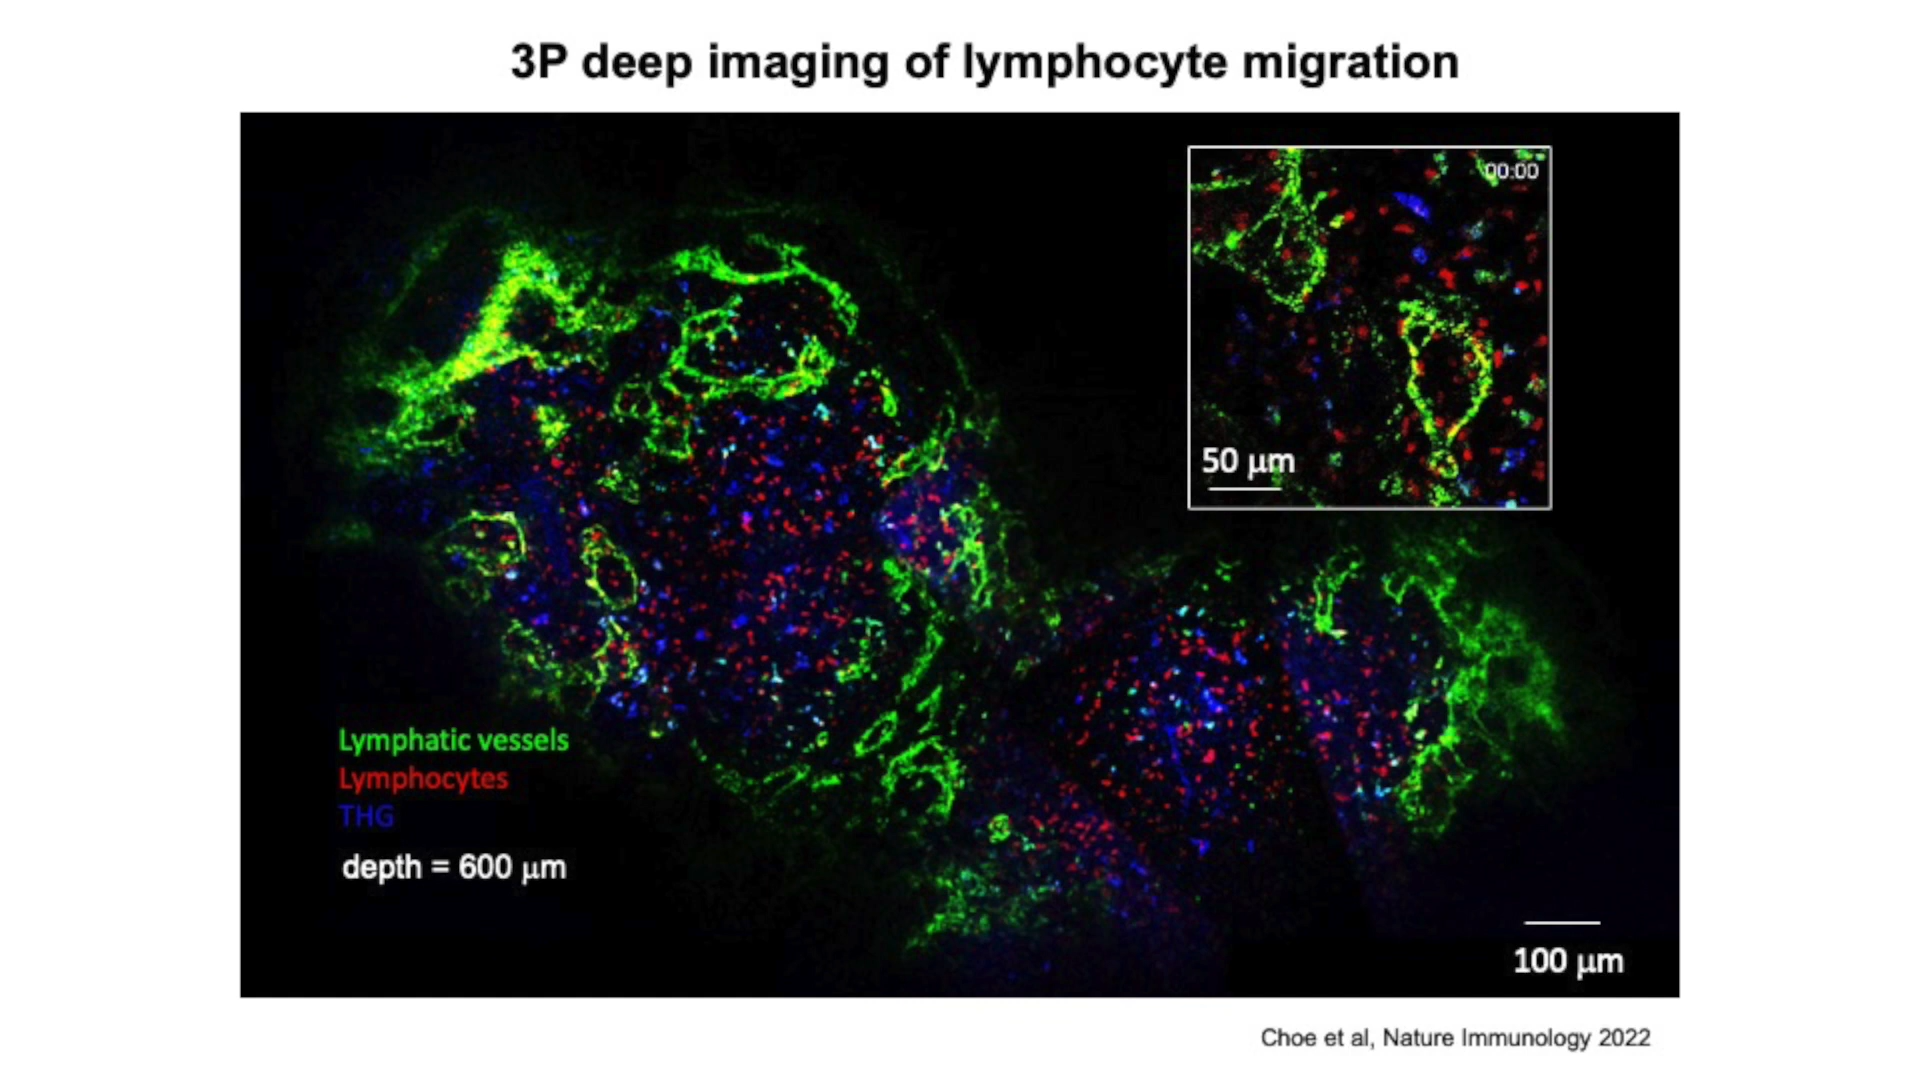 3P deep imaging of lymphocyte migration
00:00
50 μm
Lymphatic vessels
Lymphocytes
THG
depth = 600 μm
100 μm
Choe et al, Nature Immunology 2022